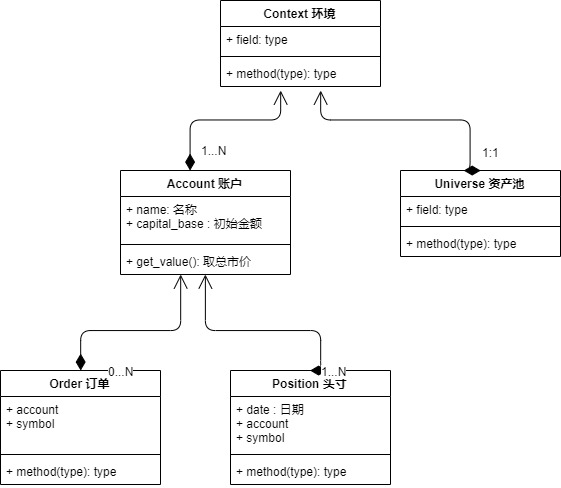 Context 环境
+ field: type
+ method(type): type
1...N
1:1
Account 账户
+ name: 名称
+ capital_base : 初始金额
+ get_value(): 取总市价
Universe 资产池
+ field: type
+ method(type): type
0...N
1...N
Order 订单
+ account
+ symbol
+ method(type): type
Position 头寸
+ date : 日期
+ account
+ symbol
+ method(type): type